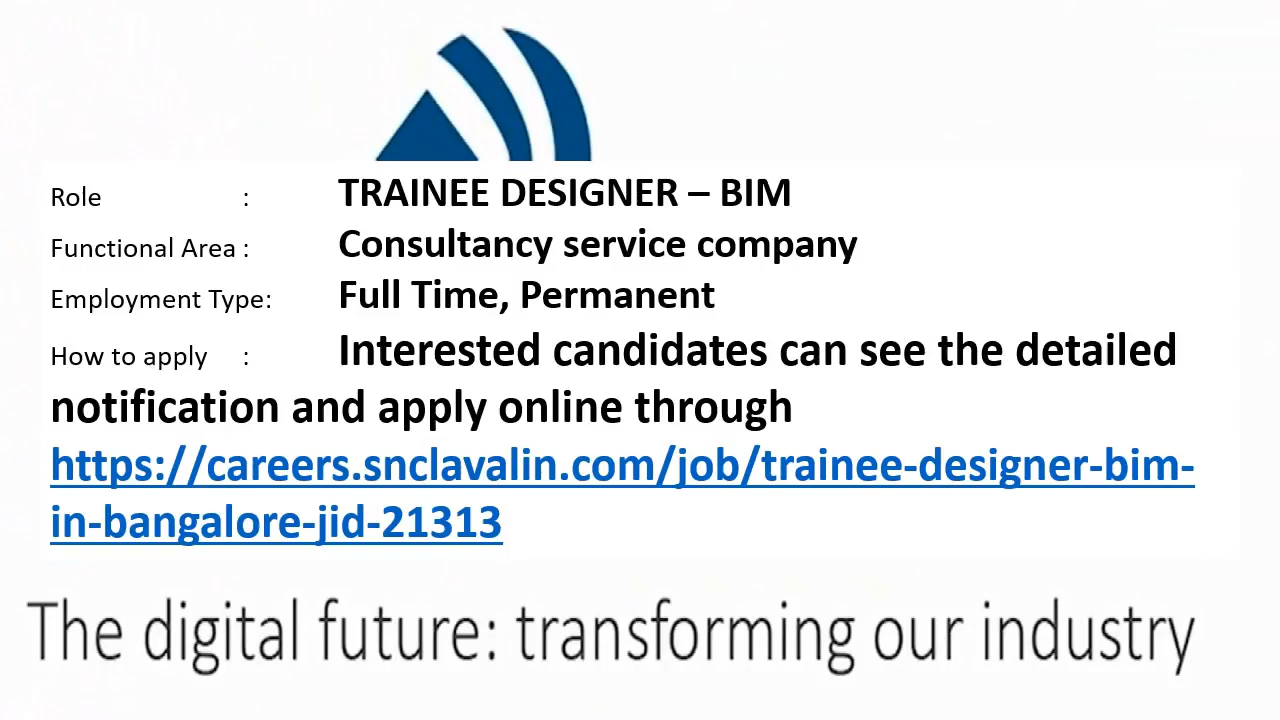 Role : TRAINEE DESIGNER – BIM
Functional Area : Consultancy service company
Employment Type: Full Time, Permanent
How to apply : Interested candidates can see the detailed
notification and apply online through
https://careers.snclavalin.com/job/trainee-designer-bim-
in-bangalore-jid-21313
The digital future: transforming our industry